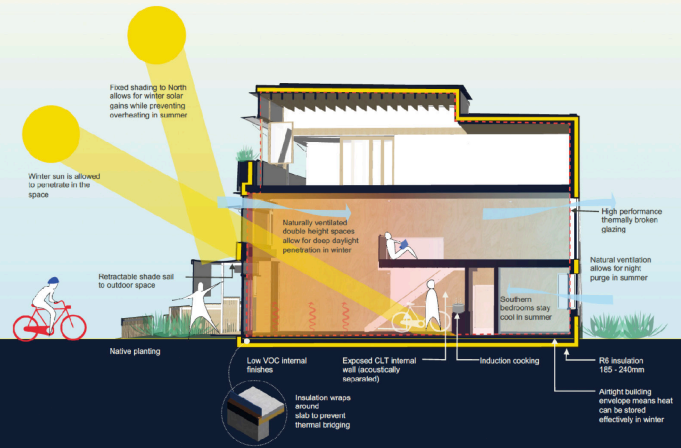 Fixed shading to North
allows for winter solar
gains while preventing
overheating in summer
Winter sun is allowed
to penetrate in the
space
Naturally ventilated
double height spaces
allow for deep daylight
penetration in winter
High performance
thermally broken
glazing
Retractable shade sail
to outdoor space
Natural ventilation
allows for night
purge in summer
Southern
bedrooms stay
cool in summer
Native planting
Low VOC internal
finishes
Exposed CLT internal
wall (acoustically
separated)
Induction cooking
R6 insulation
185 - 240mm
Insulation wraps
around
slab to prevent
thermal bridging
Airtight building
envelope means heat
can be stored
effectively in winter